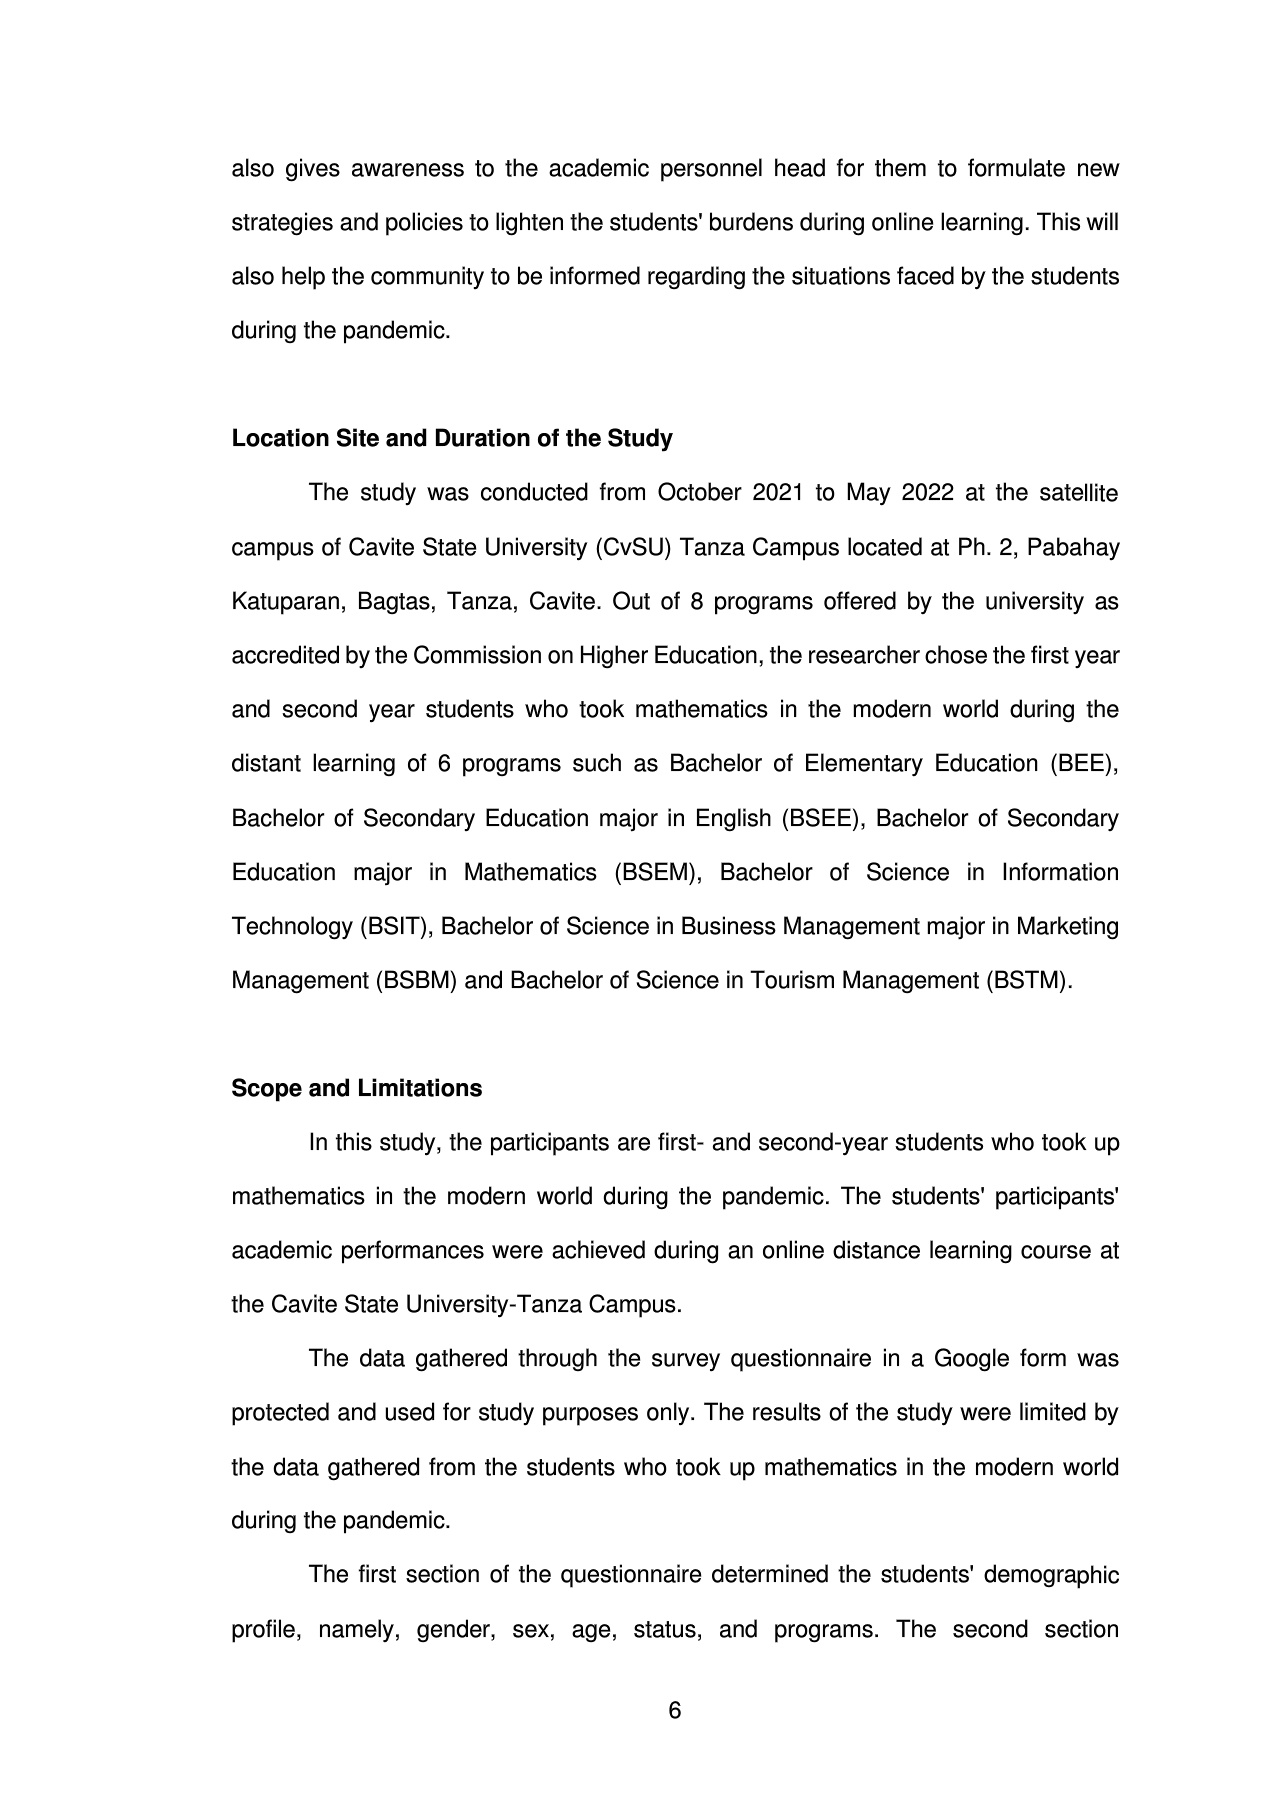 also gives awareness to the academic personnel head for them to formulate new
strategies and policies to lighten the students' burdens during online learning. This will
also help the community to be informed regarding the situations faced by the students
during the pandemic.
Location Site and Duration of the Study
The study was conducted from October 2021 to May 2022 at the satellite
campus of Cavite State University (CvSU) Tanza Campus located at Ph. 2, Pabahay
Katuparan, Bagtas, Tanza, Cavite. Out of 8 programs offered by the university as
accredited by the Commission on Higher Education, the researcher chose the first year
and second year students who took mathematics in the modern world during the
distant learning of 6 programs such as Bachelor of Elementary Education (BEE),
Bachelor of Secondary Education major in English (BSEE), Bachelor of Secondary
Education major in Mathematics (BSEM), Bachelor of Science in Information
Technology (BSIT), Bachelor of Science in Business Management major in Marketing
Management (BSBM) and Bachelor of Science in Tourism Management (BSTM).
Scope and Limitations
In this study, the participants are first- and second-year students who took up
mathematics in the modern world during the pandemic. The students' participants'
academic performances were achieved during an online distance learning course at
the Cavite State University-Tanza Campus.
The data gathered through the survey questionnaire in a Google form was
protected and used for study purposes only. The results of the study were limited by
the data gathered from the students who took up mathematics in the modern world
during the pandemic.
The first section of the questionnaire determined the students' demographic
profile, namely, gender, sex, age, status, and programs. The second section
6